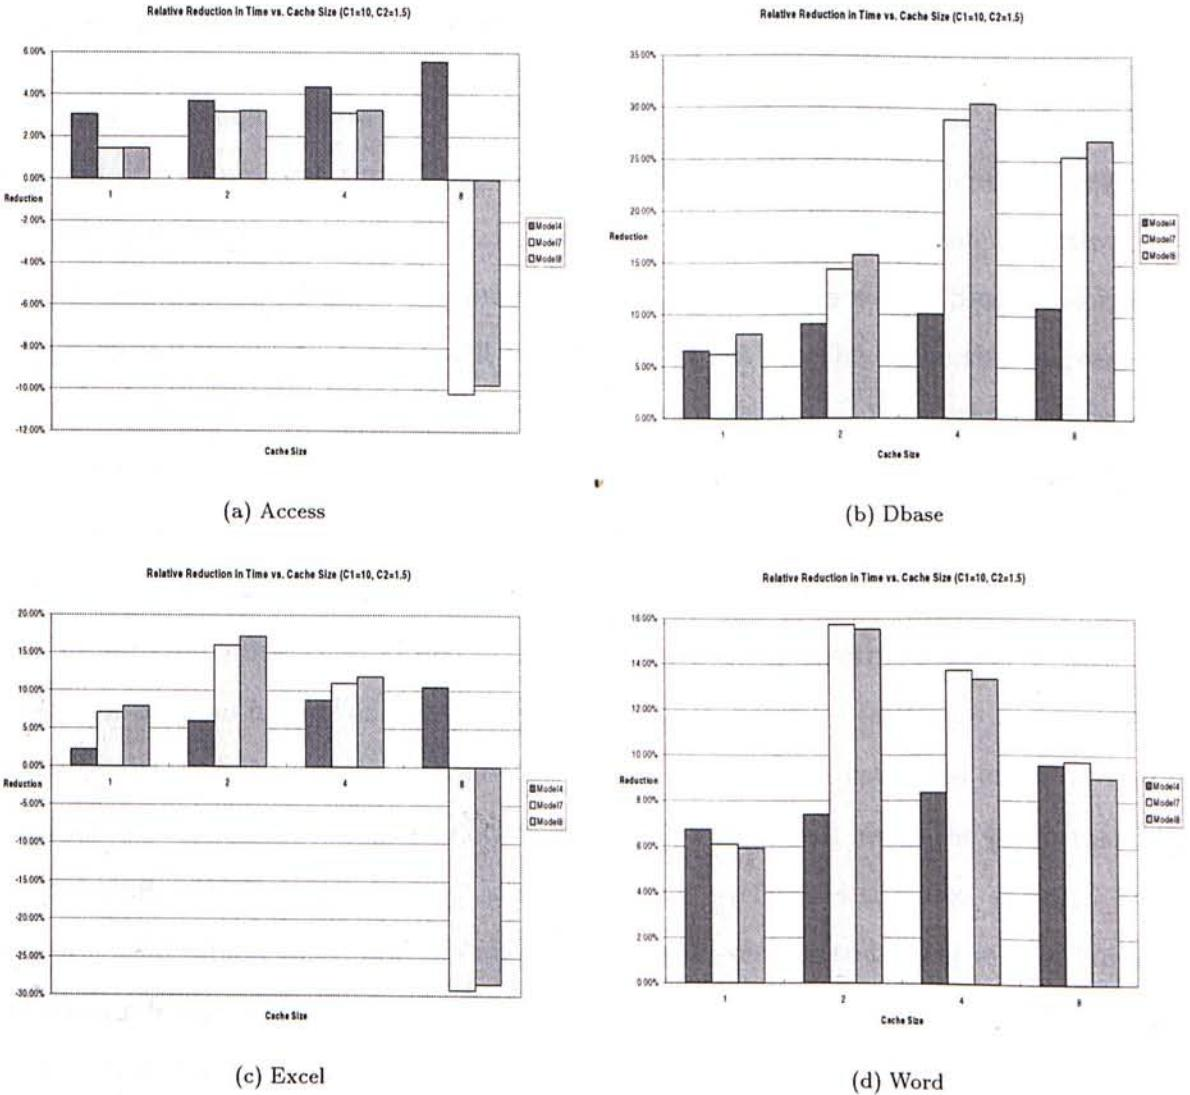 Relative Reduction in Time vs. Cache Size (C1=10, C2=1.5)
6.00%
4.00%
2.00%
0.00%
Reduction
-2.00%
-4.00%
-6.00%
-8.00%
-10.00%
-12.00%
1
2
4
8
Model4
Model7
Model8
Cache Size
(a) Access
Relative Reduction in Time vs. Cache Size (C1=10, C2=1.5)
35.00%
30.00%
25.00%
20.00%
Reduction
15.00%
10.00%
5.00%
0.00%
1
2
4
8
Model4
Model7
Model8
Cache Size
(b) Dbase
Relative Reduction in Time vs. Cache Size (C1=10, C2=1.5)
20.00%
15.00%
10.00%
5.00%
0.00%
Reduction
-5.00%
-10.00%
-15.00%
-20.00%
-25.00%
-30.00%
1
2
4
8
Model4
Model7
Model8
Cache Size
(c) Excel
Relative Reduction in Time vs. Cache Size (C1=10, C2=1.5)
16.00%
14.00%
12.00%
10.00%
Reduction
8.00%
6.00%
4.00%
2.00%
0.00%
1
2
4
8
Model4
Model7
Model8
Cache Size
(d) Word